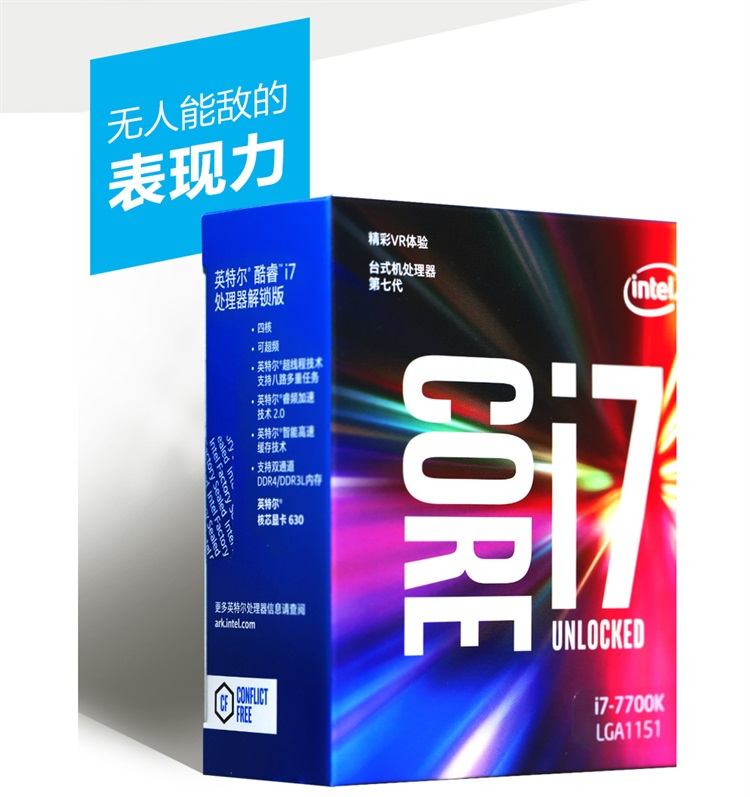 无人能敌的
表现力
英特尔® 酷睿™ i7
处理器解锁版
• 四核
• 可超频
• 英特尔®超线程技术
支持八路多重任务
• 英特尔®睿频加速
技术 2.0
• 英特尔®智能高速
缓存技术
• 支持双通道
DDR4/DDR3L内存
英特尔®
核芯显卡 630
Intel Factory Sealed
更多英特尔处理器信息请查阅
ark.intel.com
CF
CONFLICT
FREE
精彩VR体验
台式机处理器
第七代
intel
CORE
i7
UNLOCKED
i7-7700K
LGA1151